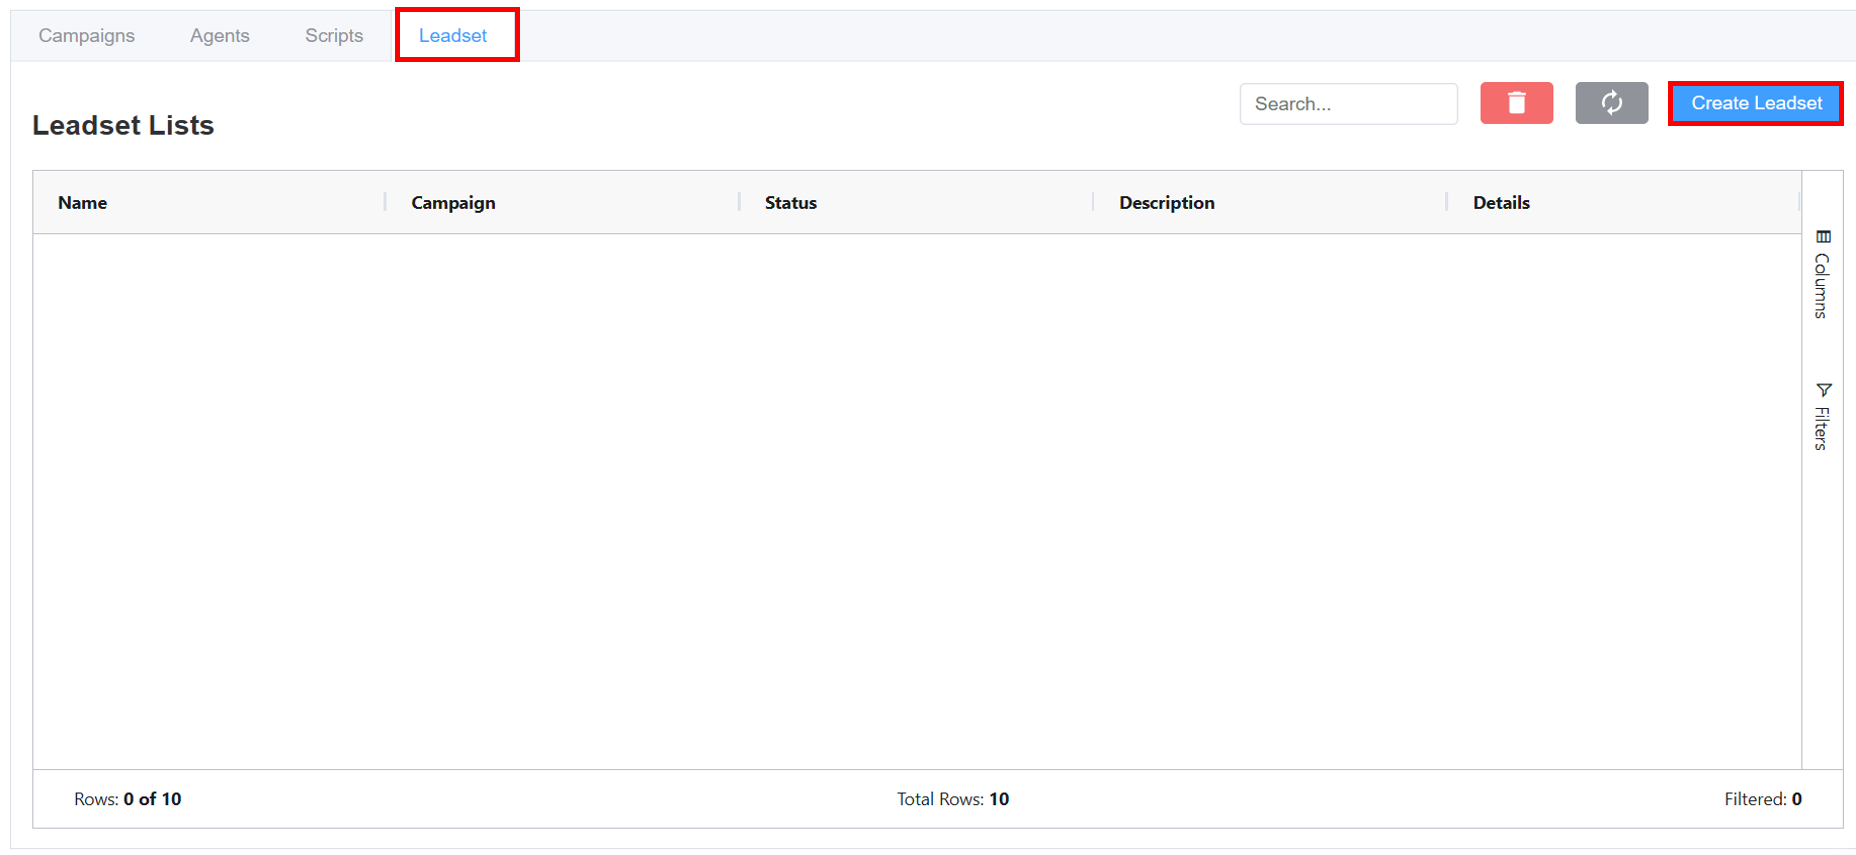 Campaigns Agents Scripts Leadset
Search...
Create Leadset
Leadset Lists
Name Campaign Status Description Details
Columns
Filters
Rows: 0 of 10 Total Rows: 10 Filtered: 0